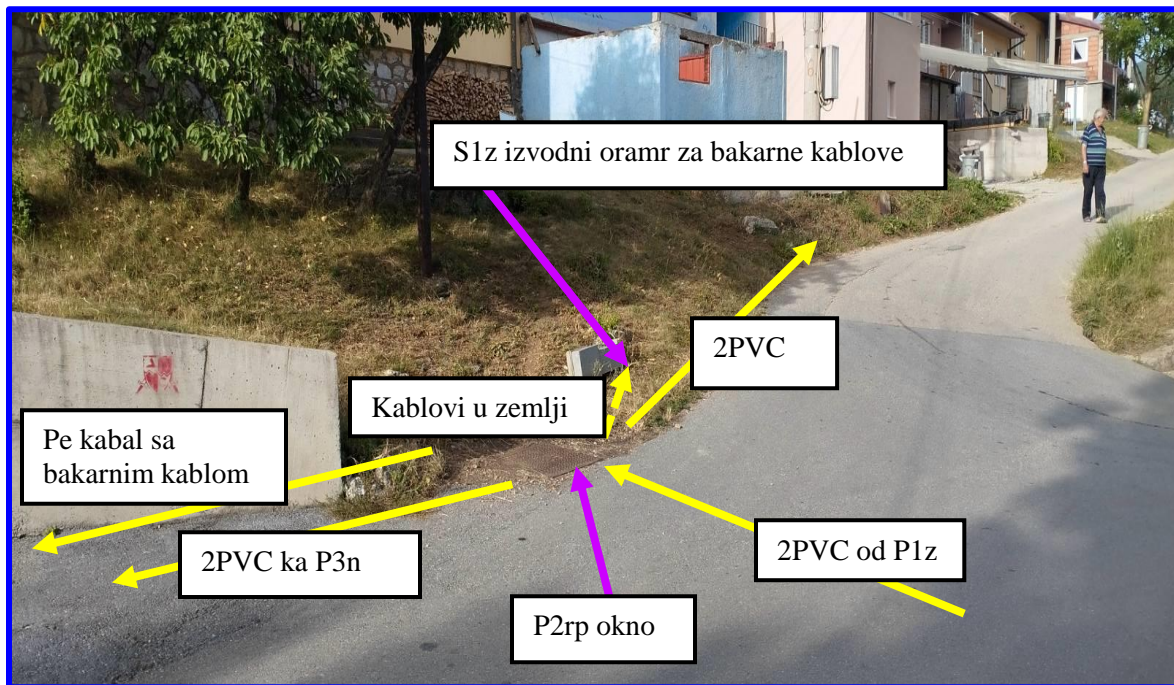 S1z izvodni oramr za bakarne kablove
2PVC
Kablovi u zemlji
Pe kabal sa
bakarnim kablom
2PVC ka P3n
2PVC od P1z
P2rp okno